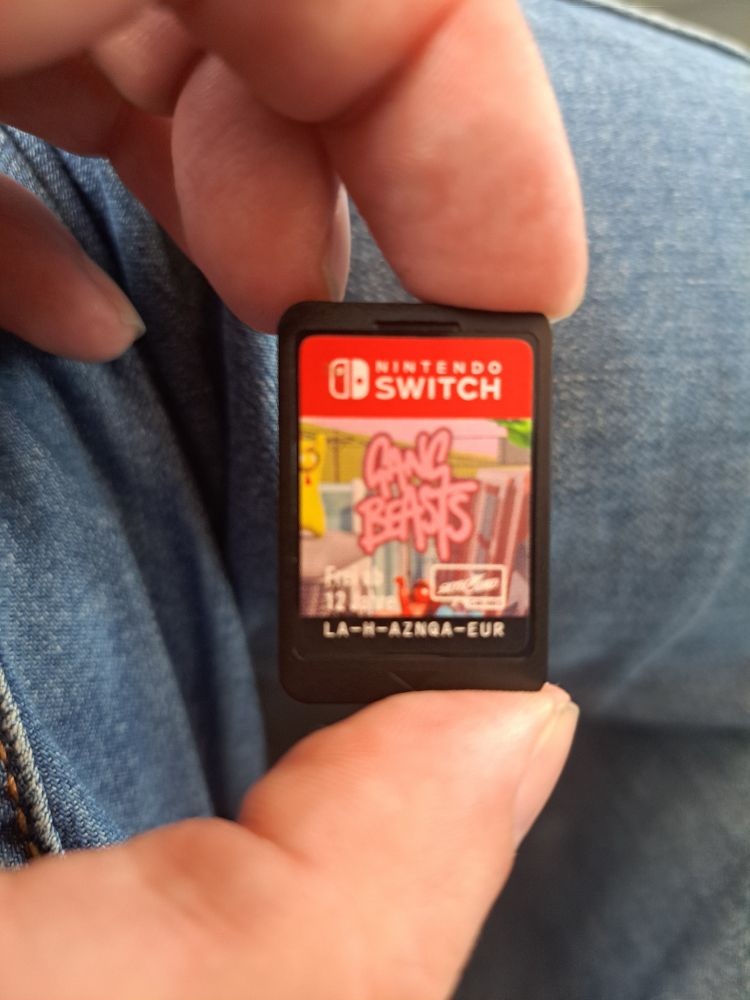 NINTENDO
SWITCH
GANG
BEASTS
LA-H-AZNQA-EUR